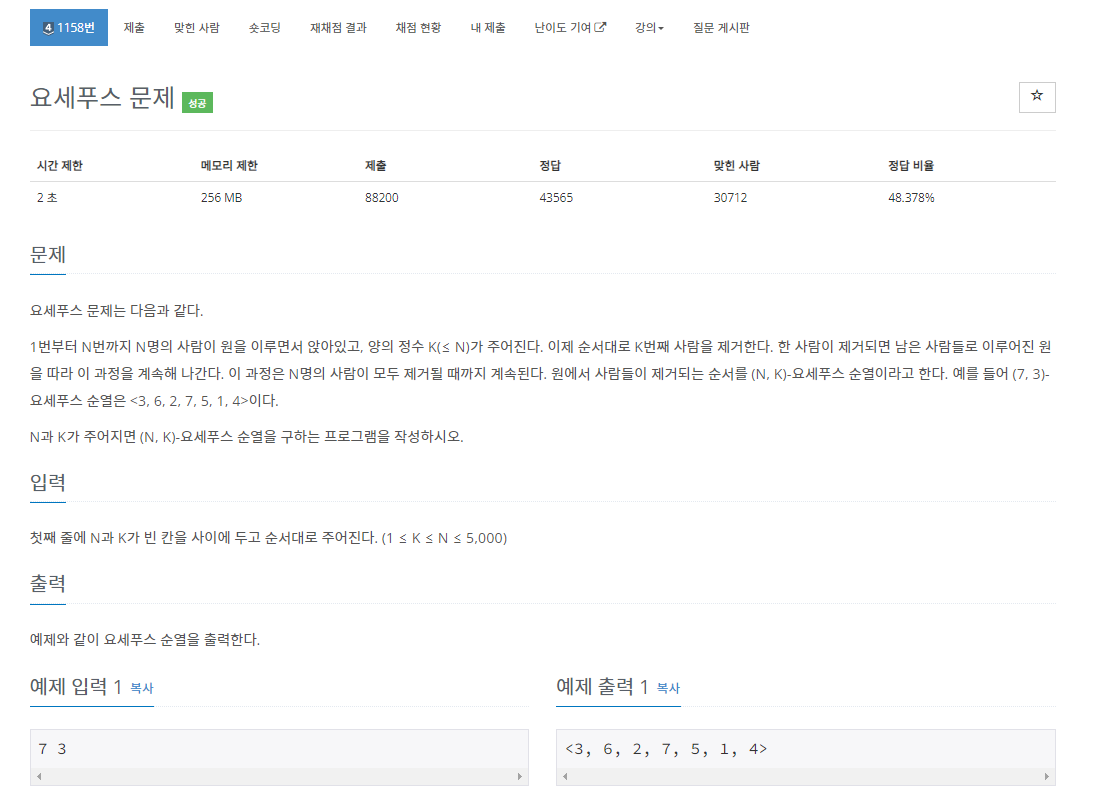 4 1158번 제출 맞힌 사람 숏코딩 재채점 결과 채점 현황 내 제출 난이도 기여 강의 질문 게시판
요세푸스 문제 성공
시간 제한 메모리 제한 제출 정답 맞힌 사람 정답 비율
2 초 256 MB 88200 43565 30712 48.378%
문제
요세푸스 문제는 다음과 같다.
1번부터 N번까지 N명의 사람이 원을 이루면서 앉아있고, 양의 정수 K(≤ N)가 주어진다. 이제 순서대로 K번째 사람을 제거한다. 한 사람이 제거되면 남은 사람들로 이루어진 원
을 따라 이 과정을 계속해 나간다. 이 과정은 N명의 사람이 모두 제거될 때까지 계속된다. 원에서 사람들이 제거되는 순서를 (N, K)-요세푸스 순열이라고 한다. 예를 들어 (7, 3)-
요세푸스 순열은 <3, 6, 2, 7, 5, 1, 4>이다.
N과 K가 주어지면 (N, K)-요세푸스 순열을 구하는 프로그램을 작성하시오.
입력
첫째 줄에 N과 K가 빈 칸을 사이에 두고 순서대로 주어진다. (1 ≤ K ≤ N ≤ 5,000)
출력
예제와 같이 요세푸스 순열을 출력한다.
예제 입력 1 복사
7 3
예제 출력 1 복사
<3, 6, 2, 7, 5, 1, 4>